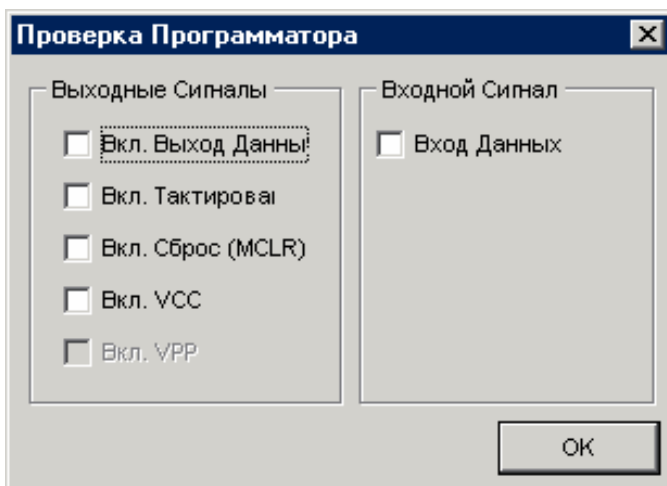 Проверка Программатора
Выходные Сигналы
Вкл. Выход Данны
Вкл. Тактироваı
Вкл. Сброс (MCLR)
Вкл. VCC
Вкл. VPP
Входной Сигнал
Вход Данных
OK